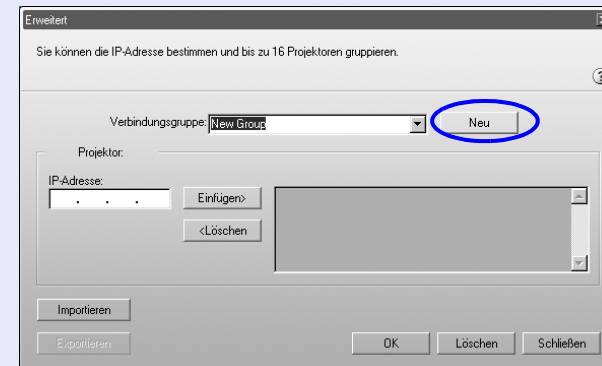 Erweitert
Sie können die IP-Adresse bestimmen und bis zu 16 Projektoren gruppieren.
?
Verbindungsgruppe: New Group Neu
Projektor:
IP-Adresse:
. . . Einfügen>
<Löschen
Importieren
Exportieren OK Löschen Schließen